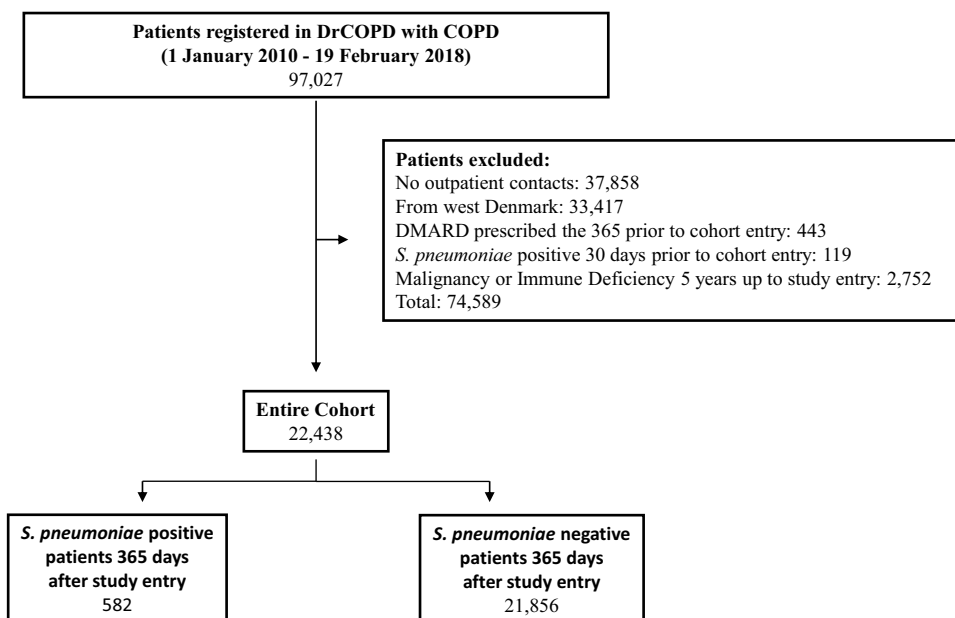 Patients registered in DrCOPD with COPD
(1 January 2010 - 19 February 2018)
97,027
Patients excluded:
No outpatient contacts: 37,858
From west Denmark: 33,417
DMARD prescribed the 365 prior to cohort entry: 443
S. pneumoniae positive 30 days prior to cohort entry: 119
Malignancy or Immune Deficiency 5 years up to study entry: 2,752
Total: 74,589
Entire Cohort
22,438
S. pneumoniae positive
patients 365 days
after study entry
582
S. pneumoniae negative
patients 365 days
after study entry
21,856